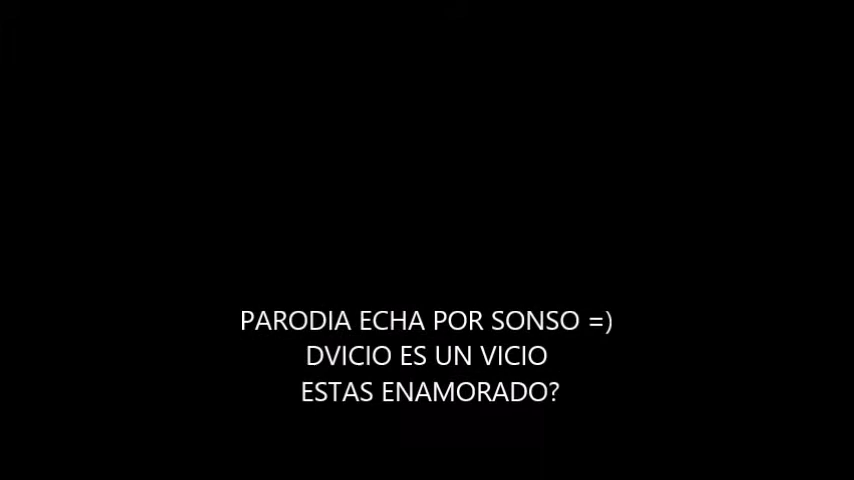 PARODIA ECHA POR SONSO =)
DVICIO ES UN VICIO
ESTAS ENAMORADO?